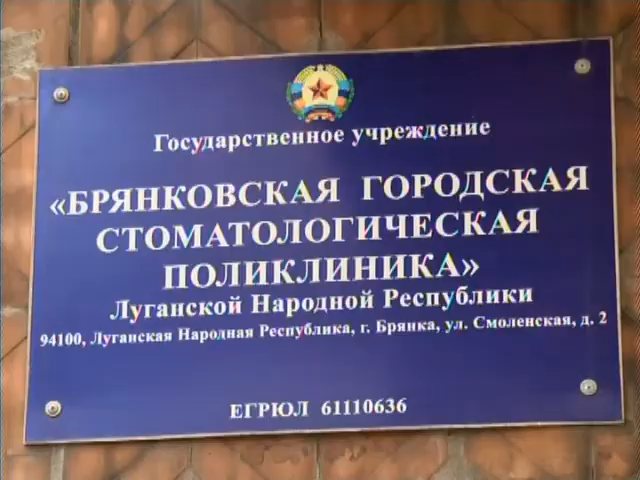 Государственное учреждение
«БРЯНКОВСКАЯ ГОРОДСКАЯ
СТОМАТОЛОГИЧЕСКАЯ
ПОЛИКЛИНИКА»
Луганской Народной Республики
94100, Луганская Народная Республика, г. Брянка, ул. Смоленская, д. 2
ЕГРЮЛ 61110636